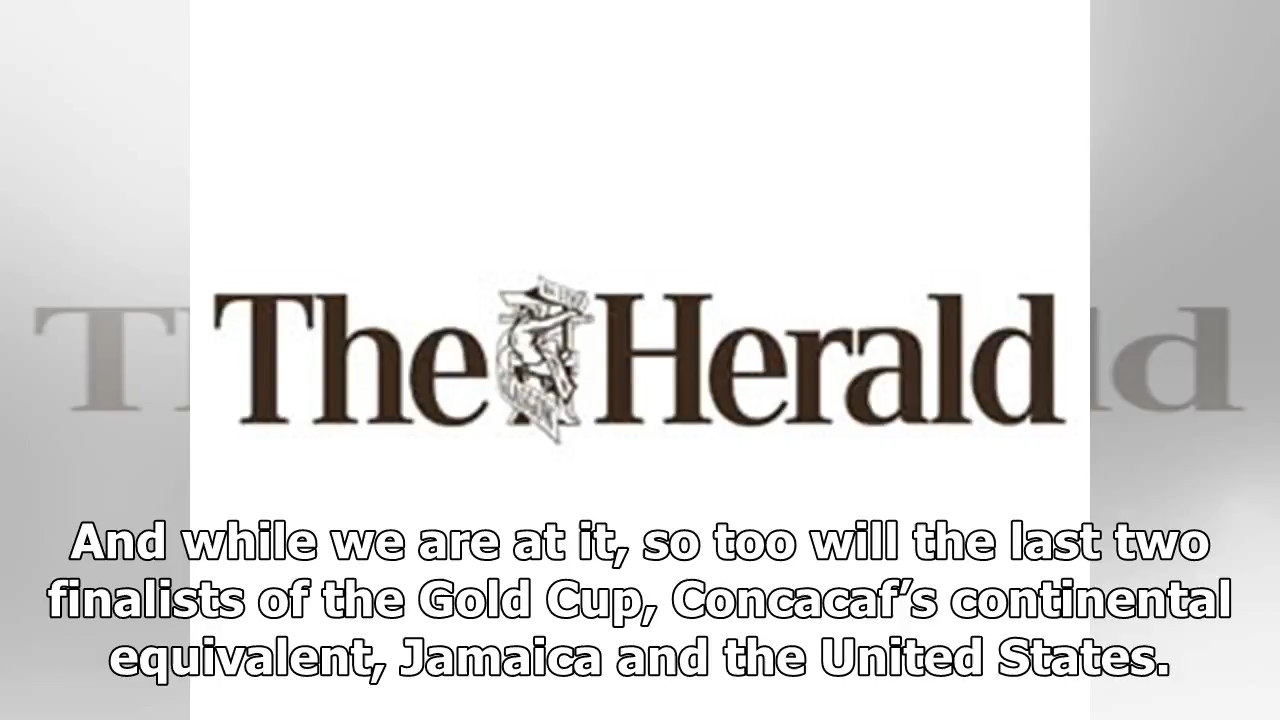 The Herald
And while we are at it, so too will the last two
finalists of the Gold Cup, Concacaf’s continental
equivalent, Jamaica and the United States.